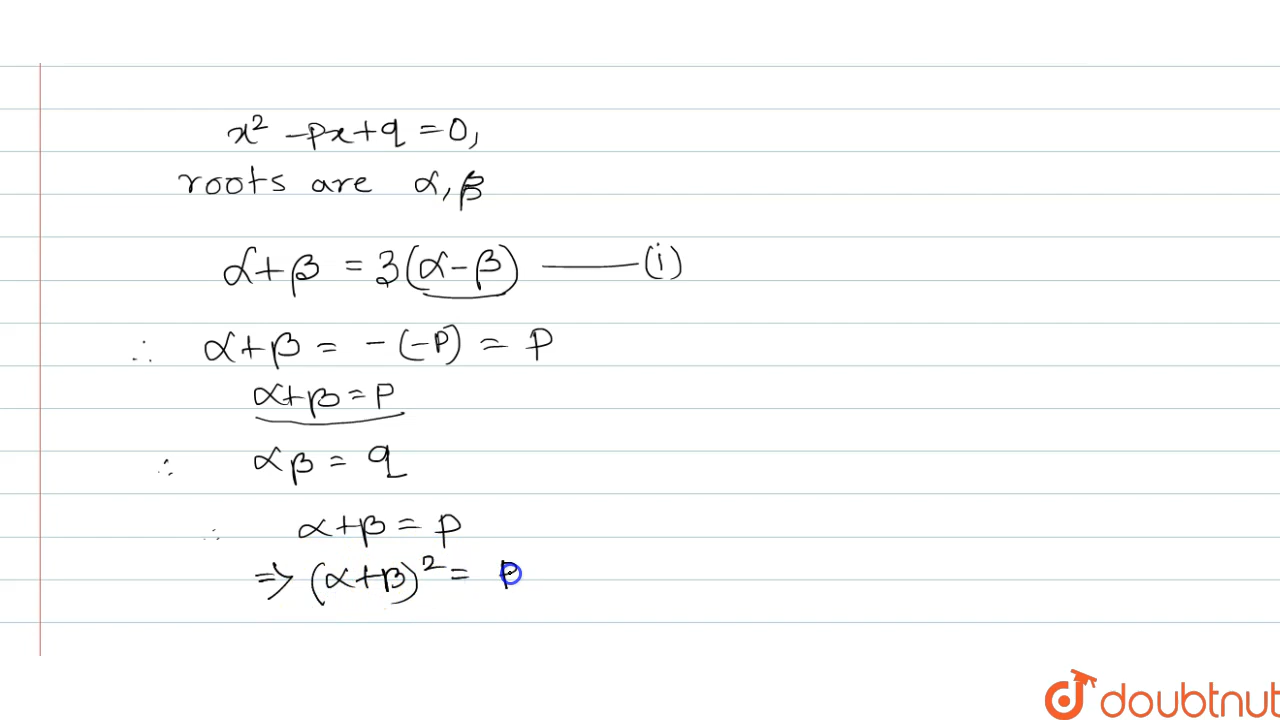 x² - px + q = 0,
roots are α, β
α+β = 3(α-β) —— (i)
∴ α+β = -(-P) = P
α+β = P
∴ αβ = q
∴ α+β = p
⇒ (α+β)² = P
doubtnut